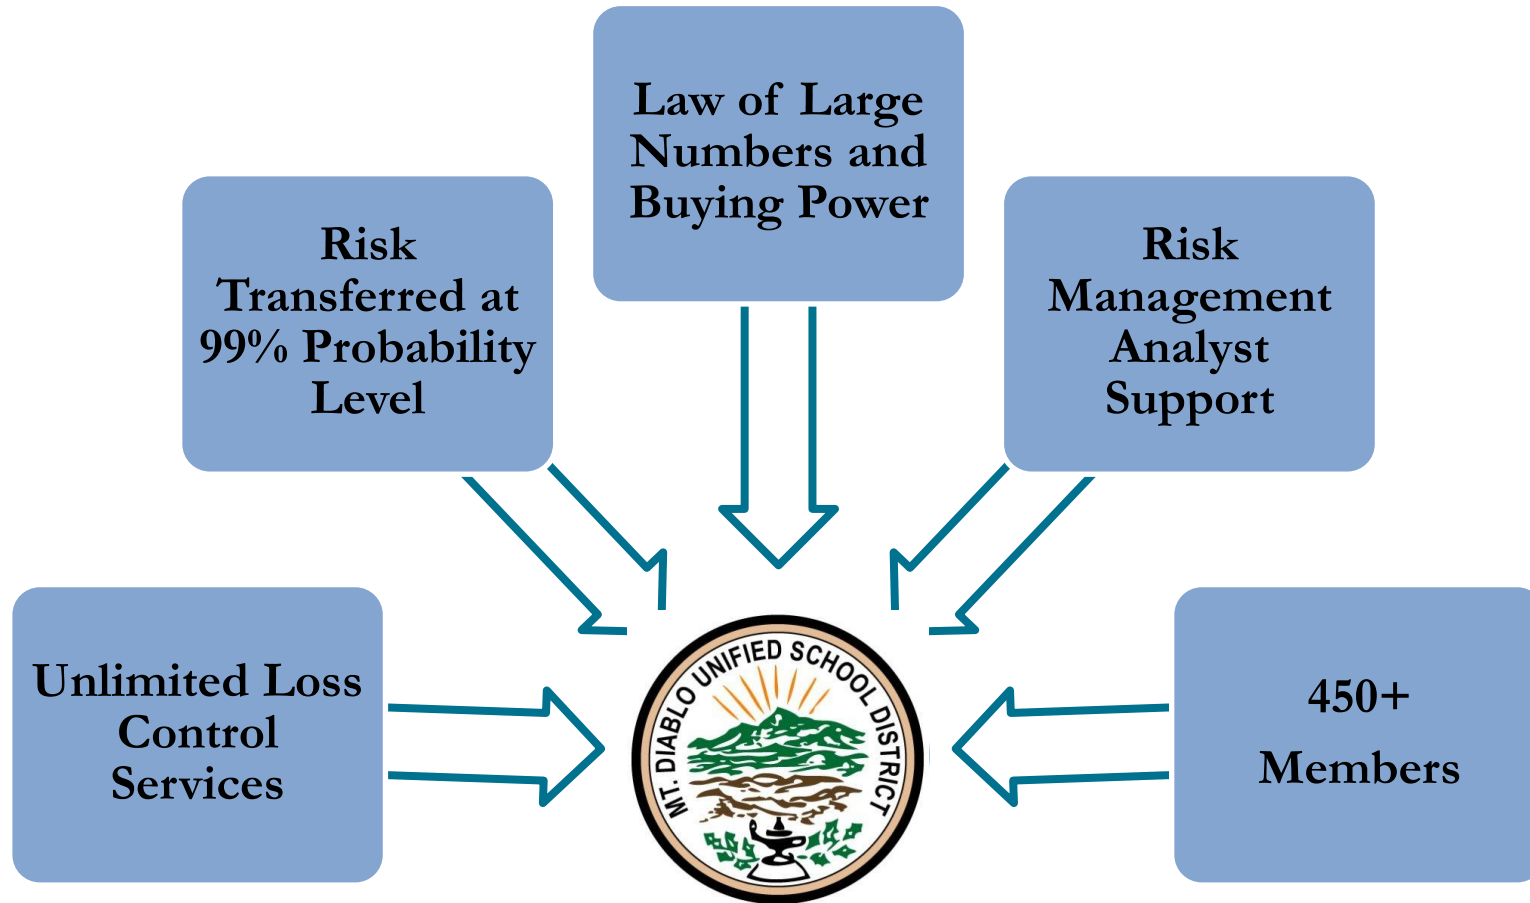 Law of Large
Numbers and
Buying Power
Risk
Transferred at
99% Probability
Level
Risk
Management
Analyst
Support
Unlimited Loss
Control
Services
MT. DIABLO UNIFIED SCHOOL DISTRICT
450+
Members